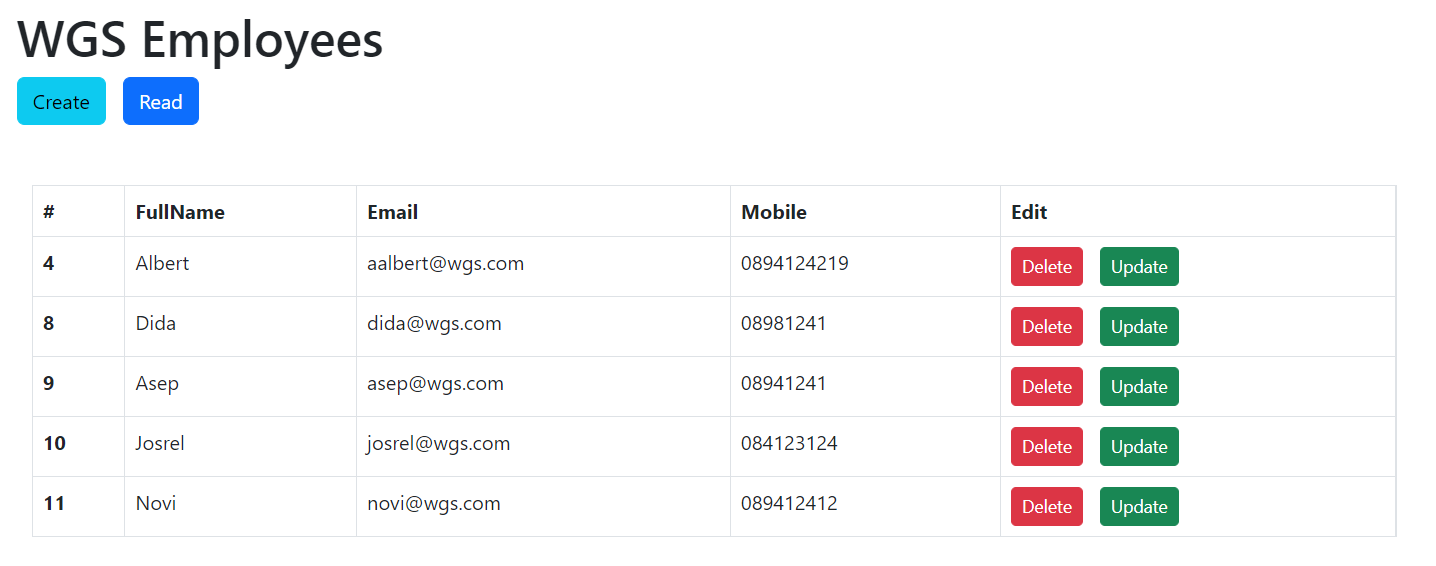 WGS Employees
Create Read
# FullName Email Mobile Edit
4 Albert aalbert@wgs.com 0894124219 Delete Update
8 Dida dida@wgs.com 08981241 Delete Update
9 Asep asep@wgs.com 08941241 Delete Update
10 Josrel josrel@wgs.com 084123124 Delete Update
11 Novi novi@wgs.com 089412412 Delete Update